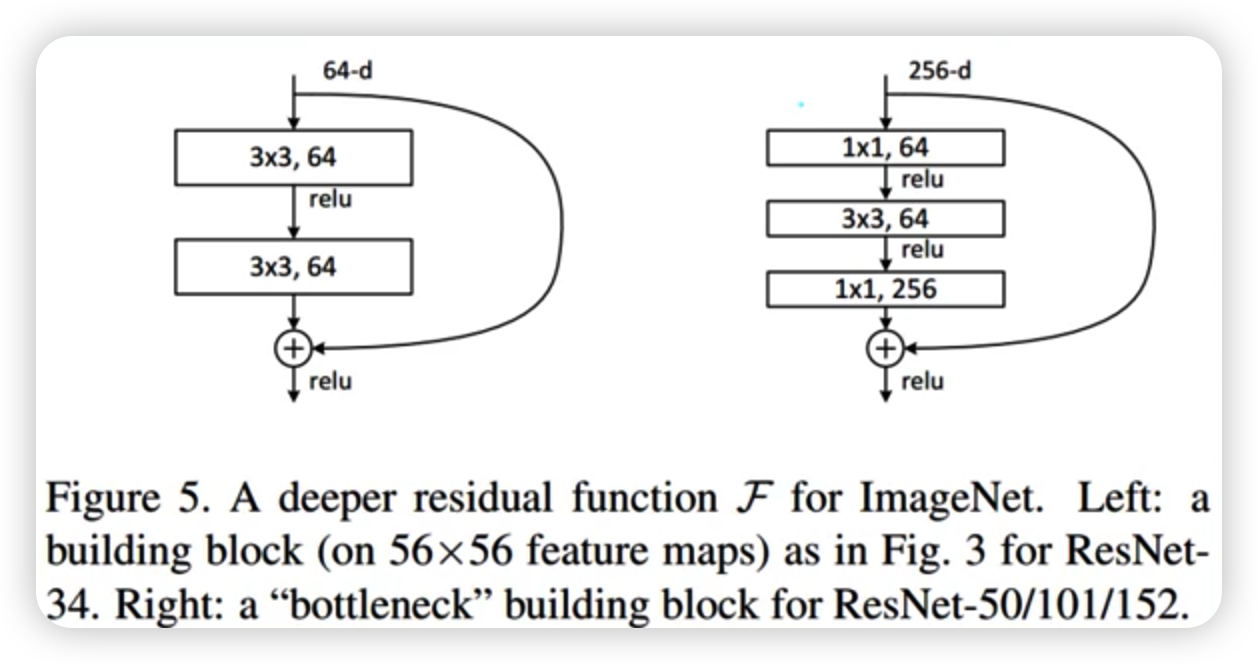 64-d
3x3, 64
relu
3x3, 64
+
relu
256-d
1x1, 64
relu
3x3, 64
relu
1x1, 256
+
relu
Figure 5. A deeper residual function F for ImageNet. Left: a
building block (on 56×56 feature maps) as in Fig. 3 for ResNet-
34. Right: a “bottleneck” building block for ResNet-50/101/152.